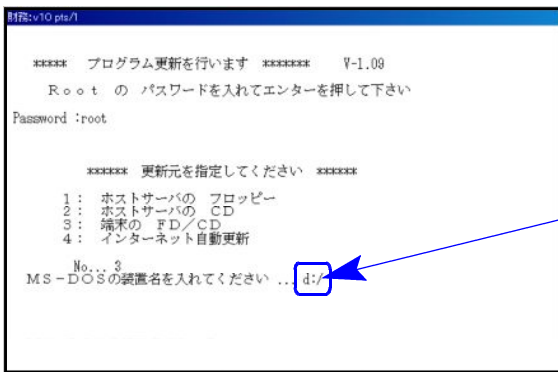 財務:v10 pts/1
***** プログラム更新を行います ******* V-1.09
Root の パスワードを入れてエンターを押して下さい
Password :root
****** 更新元を指定してください ******
1: ホストサーバの フロッピー
2: ホストサーバの CD
3: 端末の FD/CD
4: インターネット自動更新
No... 3
MS-DOSの装置名を入れてください ... d:/